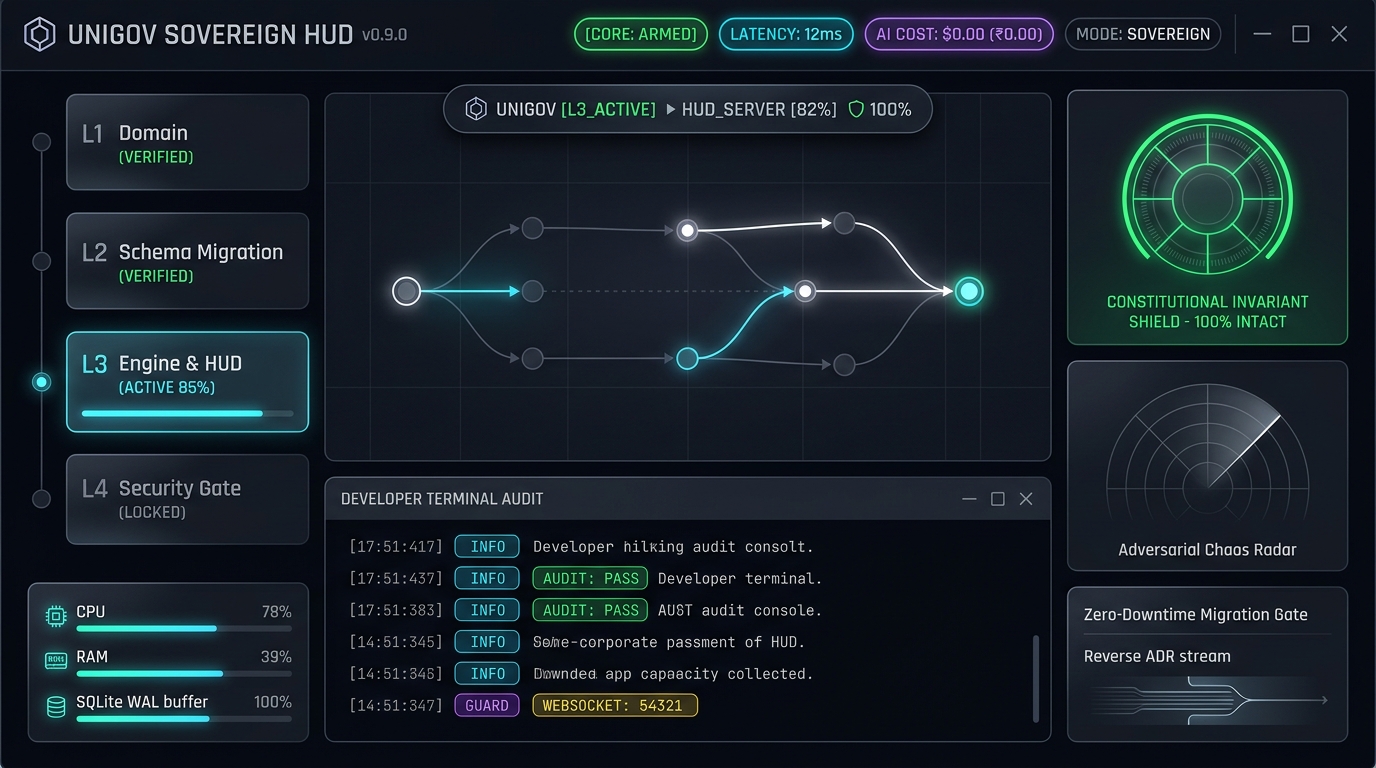 UNIGOV SOVEREIGN HUD v0.9.0
[CORE: ARMED]
LATENCY: 12ms
AI COST: $0.00 (₹0.00)
MODE: SOVEREIGN
L1 Domain
(VERIFIED)
L2 Schema Migration
(VERIFIED)
L3 Engine & HUD
(ACTIVE 85%)
L4 Security Gate
(LOCKED)
CPU 78%
RAM 39%
SQLite WAL buffer 100%
UNIGOV [L3_ACTIVE] ▶ HUD_SERVER [82%] 100%
DEVELOPER TERMINAL AUDIT
[17:51:417] INFO Developer audit consolt.
[17:51:437] INFO AUDIT: PASS Developer terminal.
[17:51:383] INFO AUDIT: PASS audit console.
[14:51:345] INFO passment of HUD.
[14:51:346] INFO app collected.
[14:51:347] GUARD WEBSOCKET: 54321
CONSTITUTIONAL INVARIANT
SHIELD - 100% INTACT
Adversarial Chaos Radar
Zero-Downtime Migration Gate
Reverse ADR stream